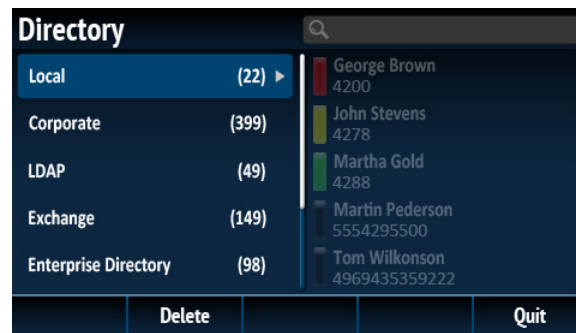 Directory
Local (22)
Corporate (399)
LDAP (49)
Exchange (149)
Enterprise Directory (98)
George Brown
4200
John Stevens
4278
Martha Gold
4288
Martin Pederson
5554295500
Tom Wilkonson
4969435359222
Delete
Quit